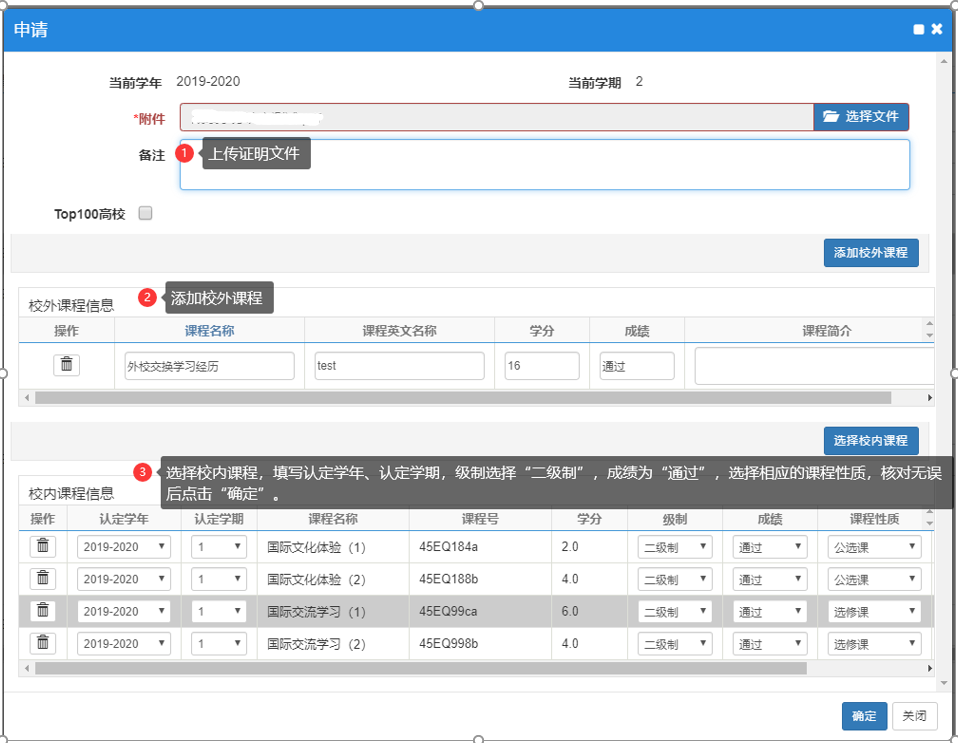 申请
当前学年 2019-2020 当前学期 2
*附件 选择文件
备注 1 上传证明文件
Top100高校
添加校外课程
校外课程信息 2 添加校外课程
操作 课程名称 课程英文名称 学分 成绩 课程简介
外校交换学习经历 test 16 通过
选择校内课程
3 选择校内课程，填写认定学年、认定学期，级制选择“二级制”，成绩为“通过”，选择相应的课程性质，核对无误
后点击“确定”。
校内课程信息
操作 认定学年 认定学期 课程名称 课程号 学分 级制 成绩 课程性质
2019-2020 1 国际文化体验（1） 45EQ184a 2.0 二级制 通过 公选课
2019-2020 1 国际文化体验（2） 45EQ188b 4.0 二级制 通过 公选课
2019-2020 1 国际交流学习（1） 45EQ99ca 6.0 二级制 通过 选修课
2019-2020 1 国际交流学习（2） 45EQ998b 4.0 二级制 通过 选修课
确定 关闭